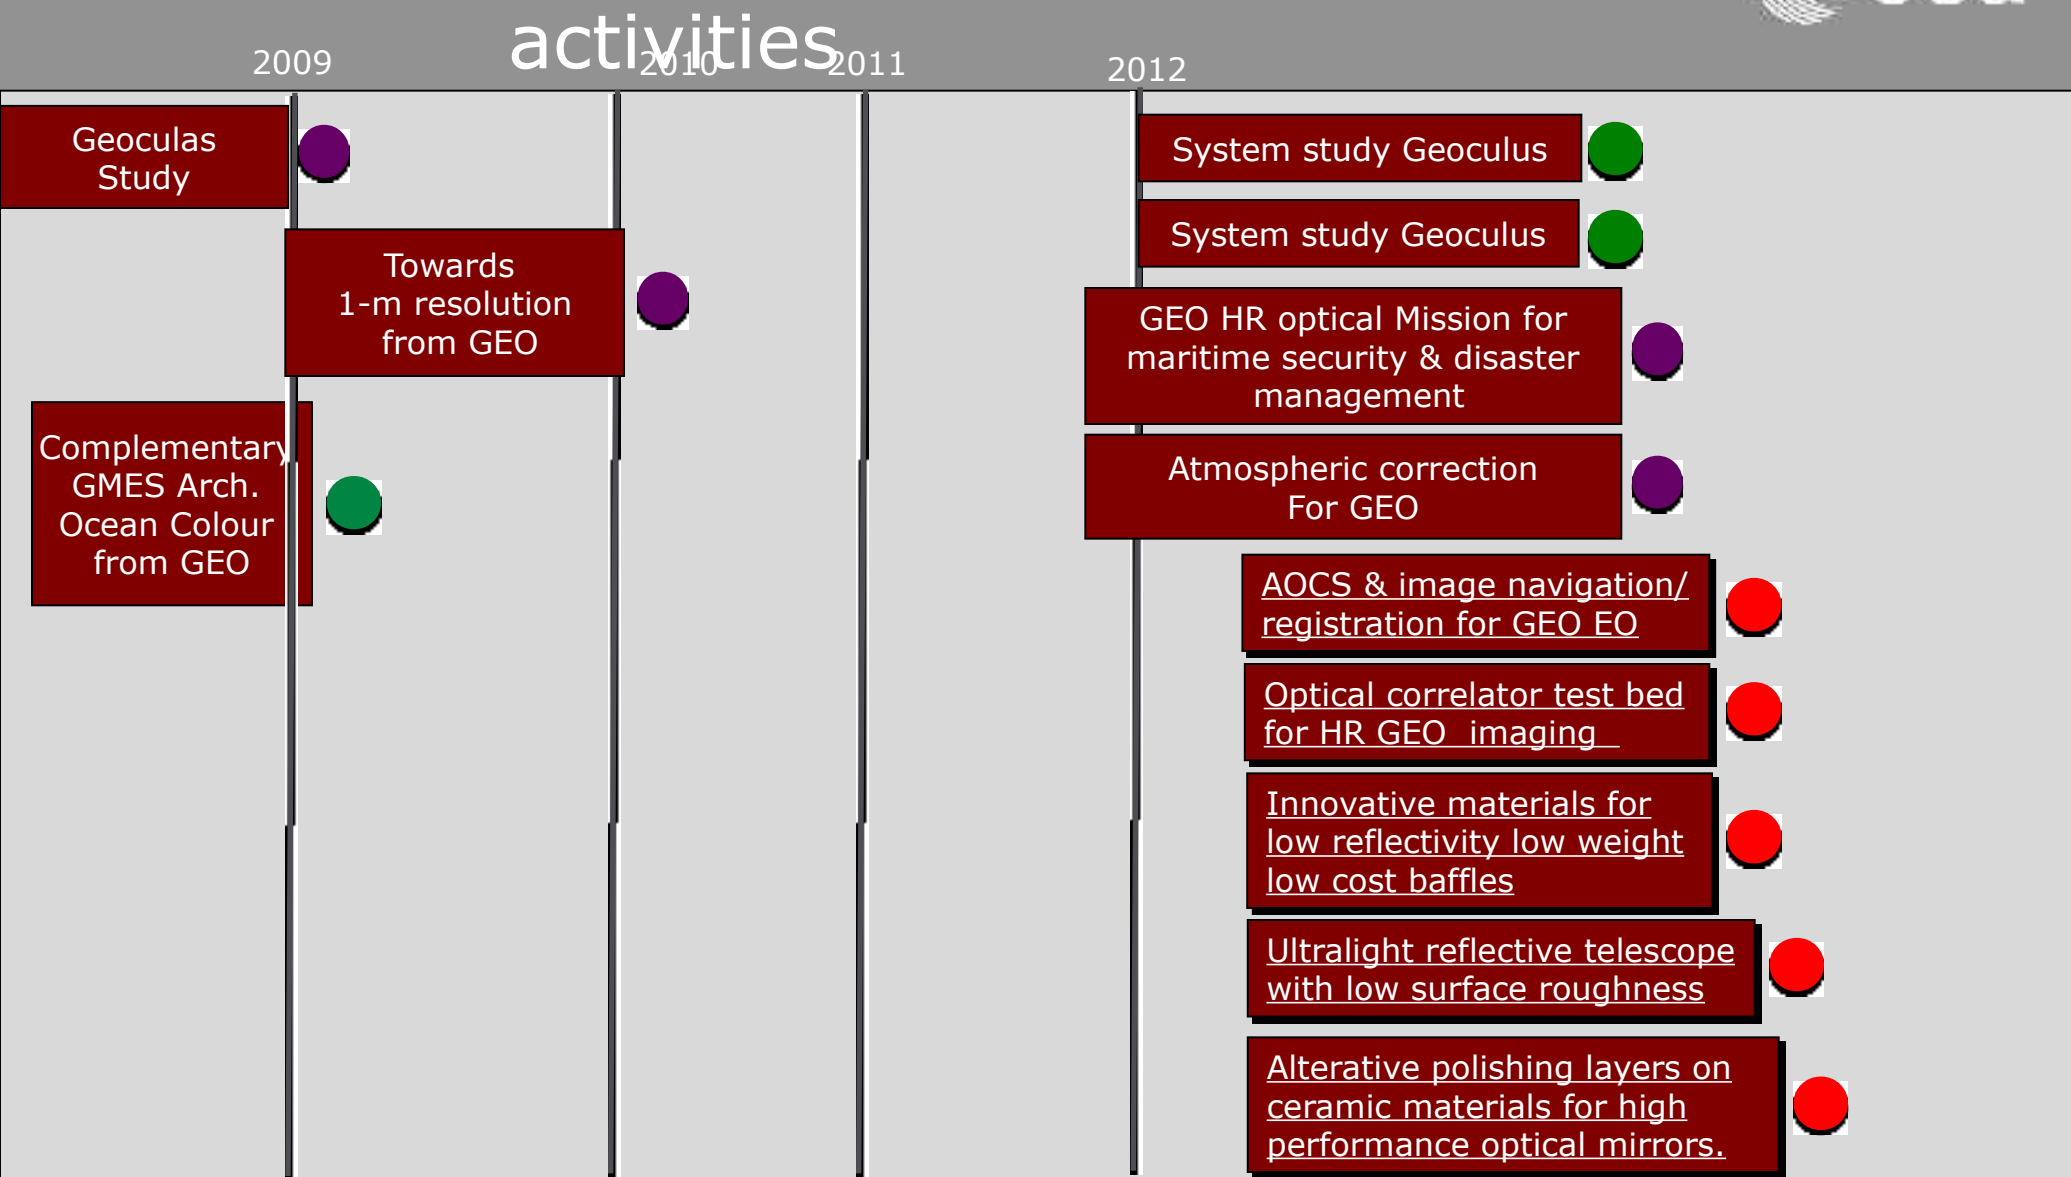 activities
2009
2010
2011
2012
Geoculas
Study
Towards
1-m resolution
from GEO
Complementary
GMES Arch.
Ocean Colour
from GEO
System study Geoculus
System study Geoculus
GEO HR optical Mission for
maritime security & disaster
management
Atmospheric correction
For GEO
AOCS & image navigation/
registration for GEO EO
Optical correlator test bed
for HR GEO  imaging
Innovative materials for
low reflectivity low weight
low cost baffles
Ultralight reflective telescope
with low surface roughness
Alterative polishing layers on
ceramic materials for high
performance optical mirrors.